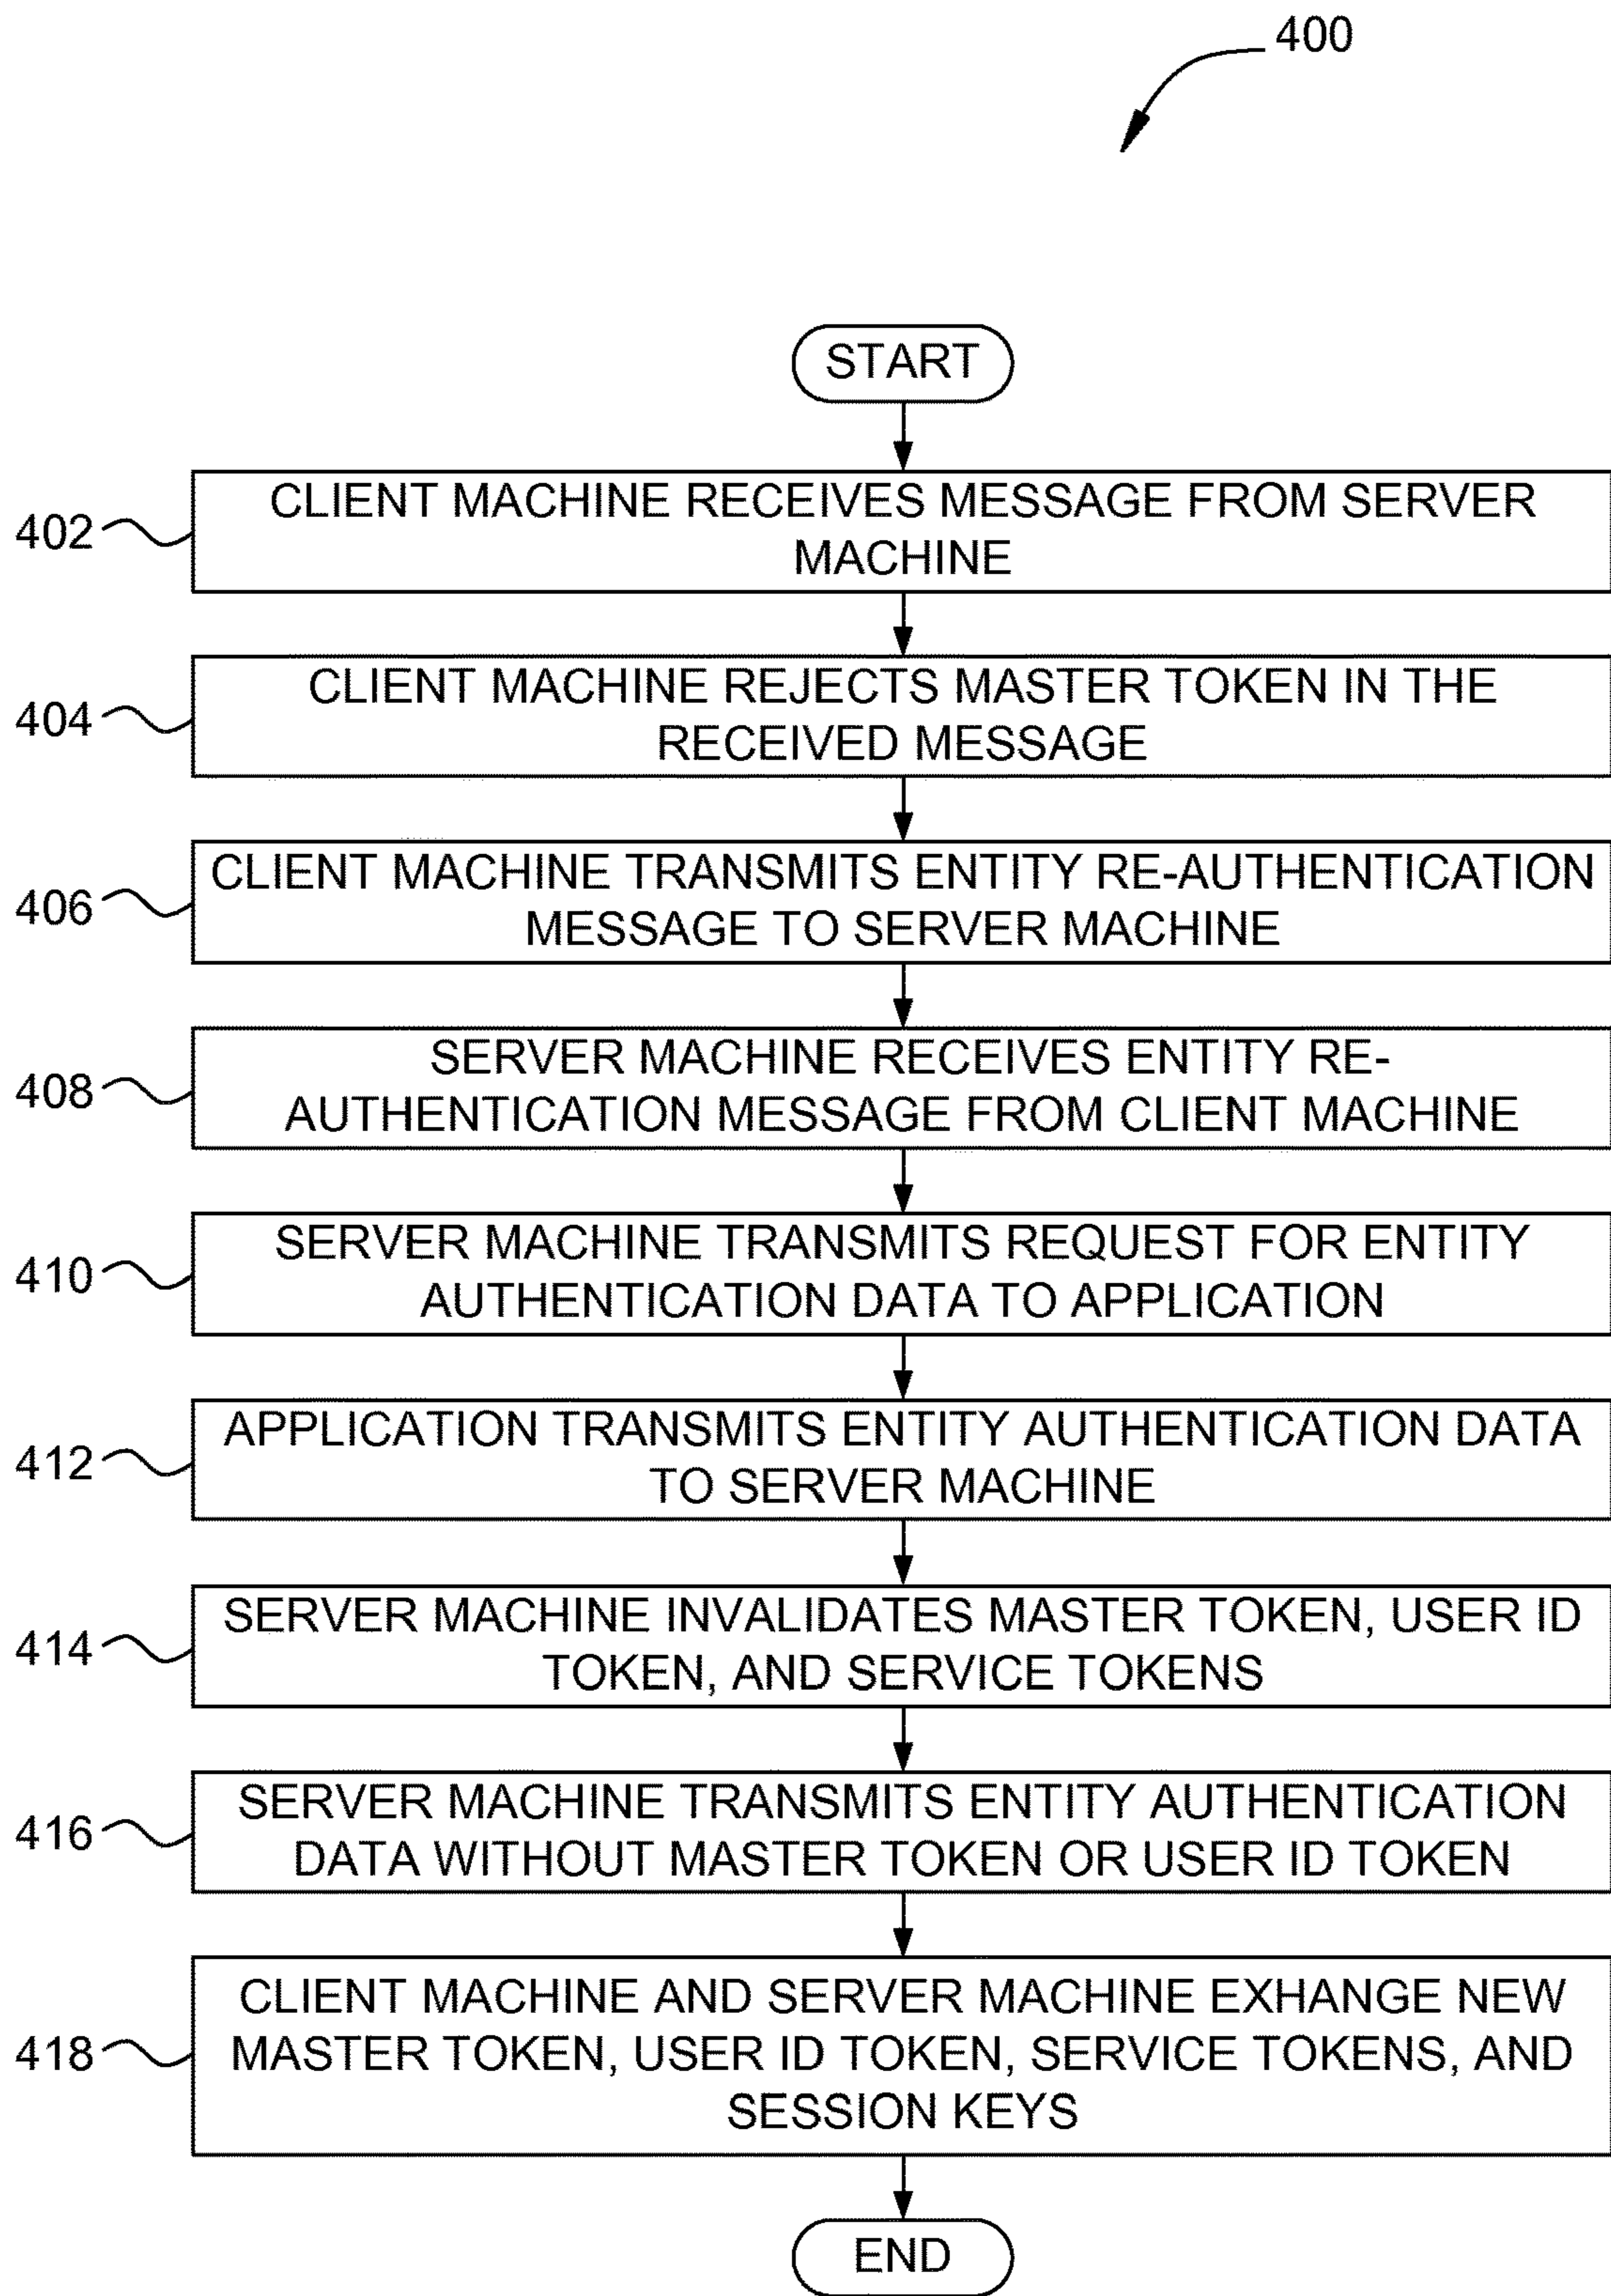 400
START
402
CLIENT MACHINE RECEIVES MESSAGE FROM SERVER
MACHINE
404
CLIENT MACHINE REJECTS MASTER TOKEN IN THE
RECEIVED MESSAGE
406
CLIENT MACHINE TRANSMITS ENTITY RE-AUTHENTICATION
MESSAGE TO SERVER MACHINE
408
SERVER MACHINE RECEIVES ENTITY RE-
AUTHENTICATION MESSAGE FROM CLIENT MACHINE
410
SERVER MACHINE TRANSMITS REQUEST FOR ENTITY
AUTHENTICATION DATA TO APPLICATION
412
APPLICATION TRANSMITS ENTITY AUTHENTICATION DATA
TO SERVER MACHINE
414
SERVER MACHINE INVALIDATES MASTER TOKEN, USER ID
TOKEN, AND SERVICE TOKENS
416
SERVER MACHINE TRANSMITS ENTITY AUTHENTICATION
DATA WITHOUT MASTER TOKEN OR USER ID TOKEN
418
CLIENT MACHINE AND SERVER MACHINE EXHANGE NEW
MASTER TOKEN, USER ID TOKEN, SERVICE TOKENS, AND
SESSION KEYS
END